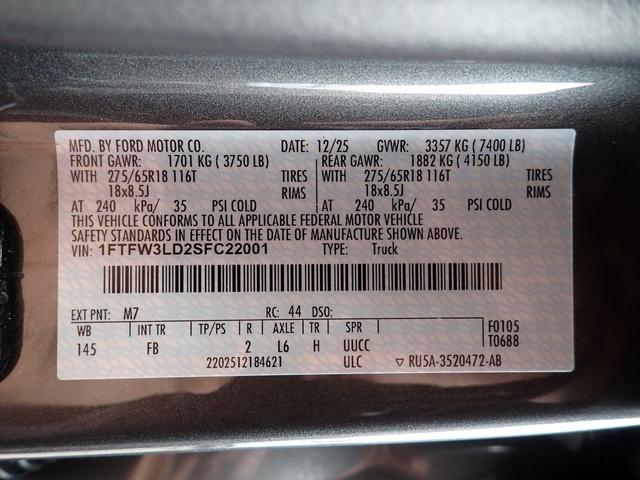 MFD. BY FORD MOTOR CO. DATE: 12/25 GVWR: 3357 KG (7400 LB)
FRONT GAWR: 1701 KG (3750 LB) REAR GAWR: 1882 KG (4150 LB)
WITH 275/65R18 116T TIRES WITH 275/65R18 116T TIRES
18x8.5J RIMS 18x8.5J RIMS
AT 240 kPa/ 35 PSI COLD AT 240 kPa/ 35 PSI COLD
THIS VEHICLE CONFORMS TO ALL APPLICABLE FEDERAL MOTOR VEHICLE
SAFETY STANDARDS IN EFFECT ON THE DATE OF MANUFACTURE SHOWN ABOVE.
VIN: 1FTFW3LD2SFC22001 TYPE: Truck
EXT PNT: M7 RC: 44 DSO:
WB INT TR TP/PS R AXLE TR SPR F0105
145 FB 2 L6 H UUCC T0688
2202512184621 ULC ▽ RU5A-3520472-AB